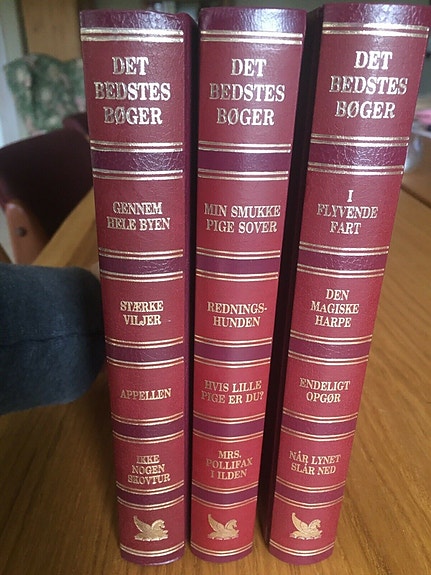 DET
BEDSTES
BØGER
GENNEM
HELE BYEN
STÆRKE
VILJER
APPELLEN
IKKE
NOGEN
SKOVTUR
DET
BEDSTES
BØGER
MIN SMUKKE
PIGE SOVER
REDNINGS-
HUNDEN
HVIS LILLE
PIGE ER DU?
MRS.
POLLIFAX
I ILDEN
DET
BEDSTES
BØGER
I
FLYVENDE
FART
DEN
MAGISKE
HARPE
ENDELIGT
OPGØR
NÅR LYNET
SLÅR NED